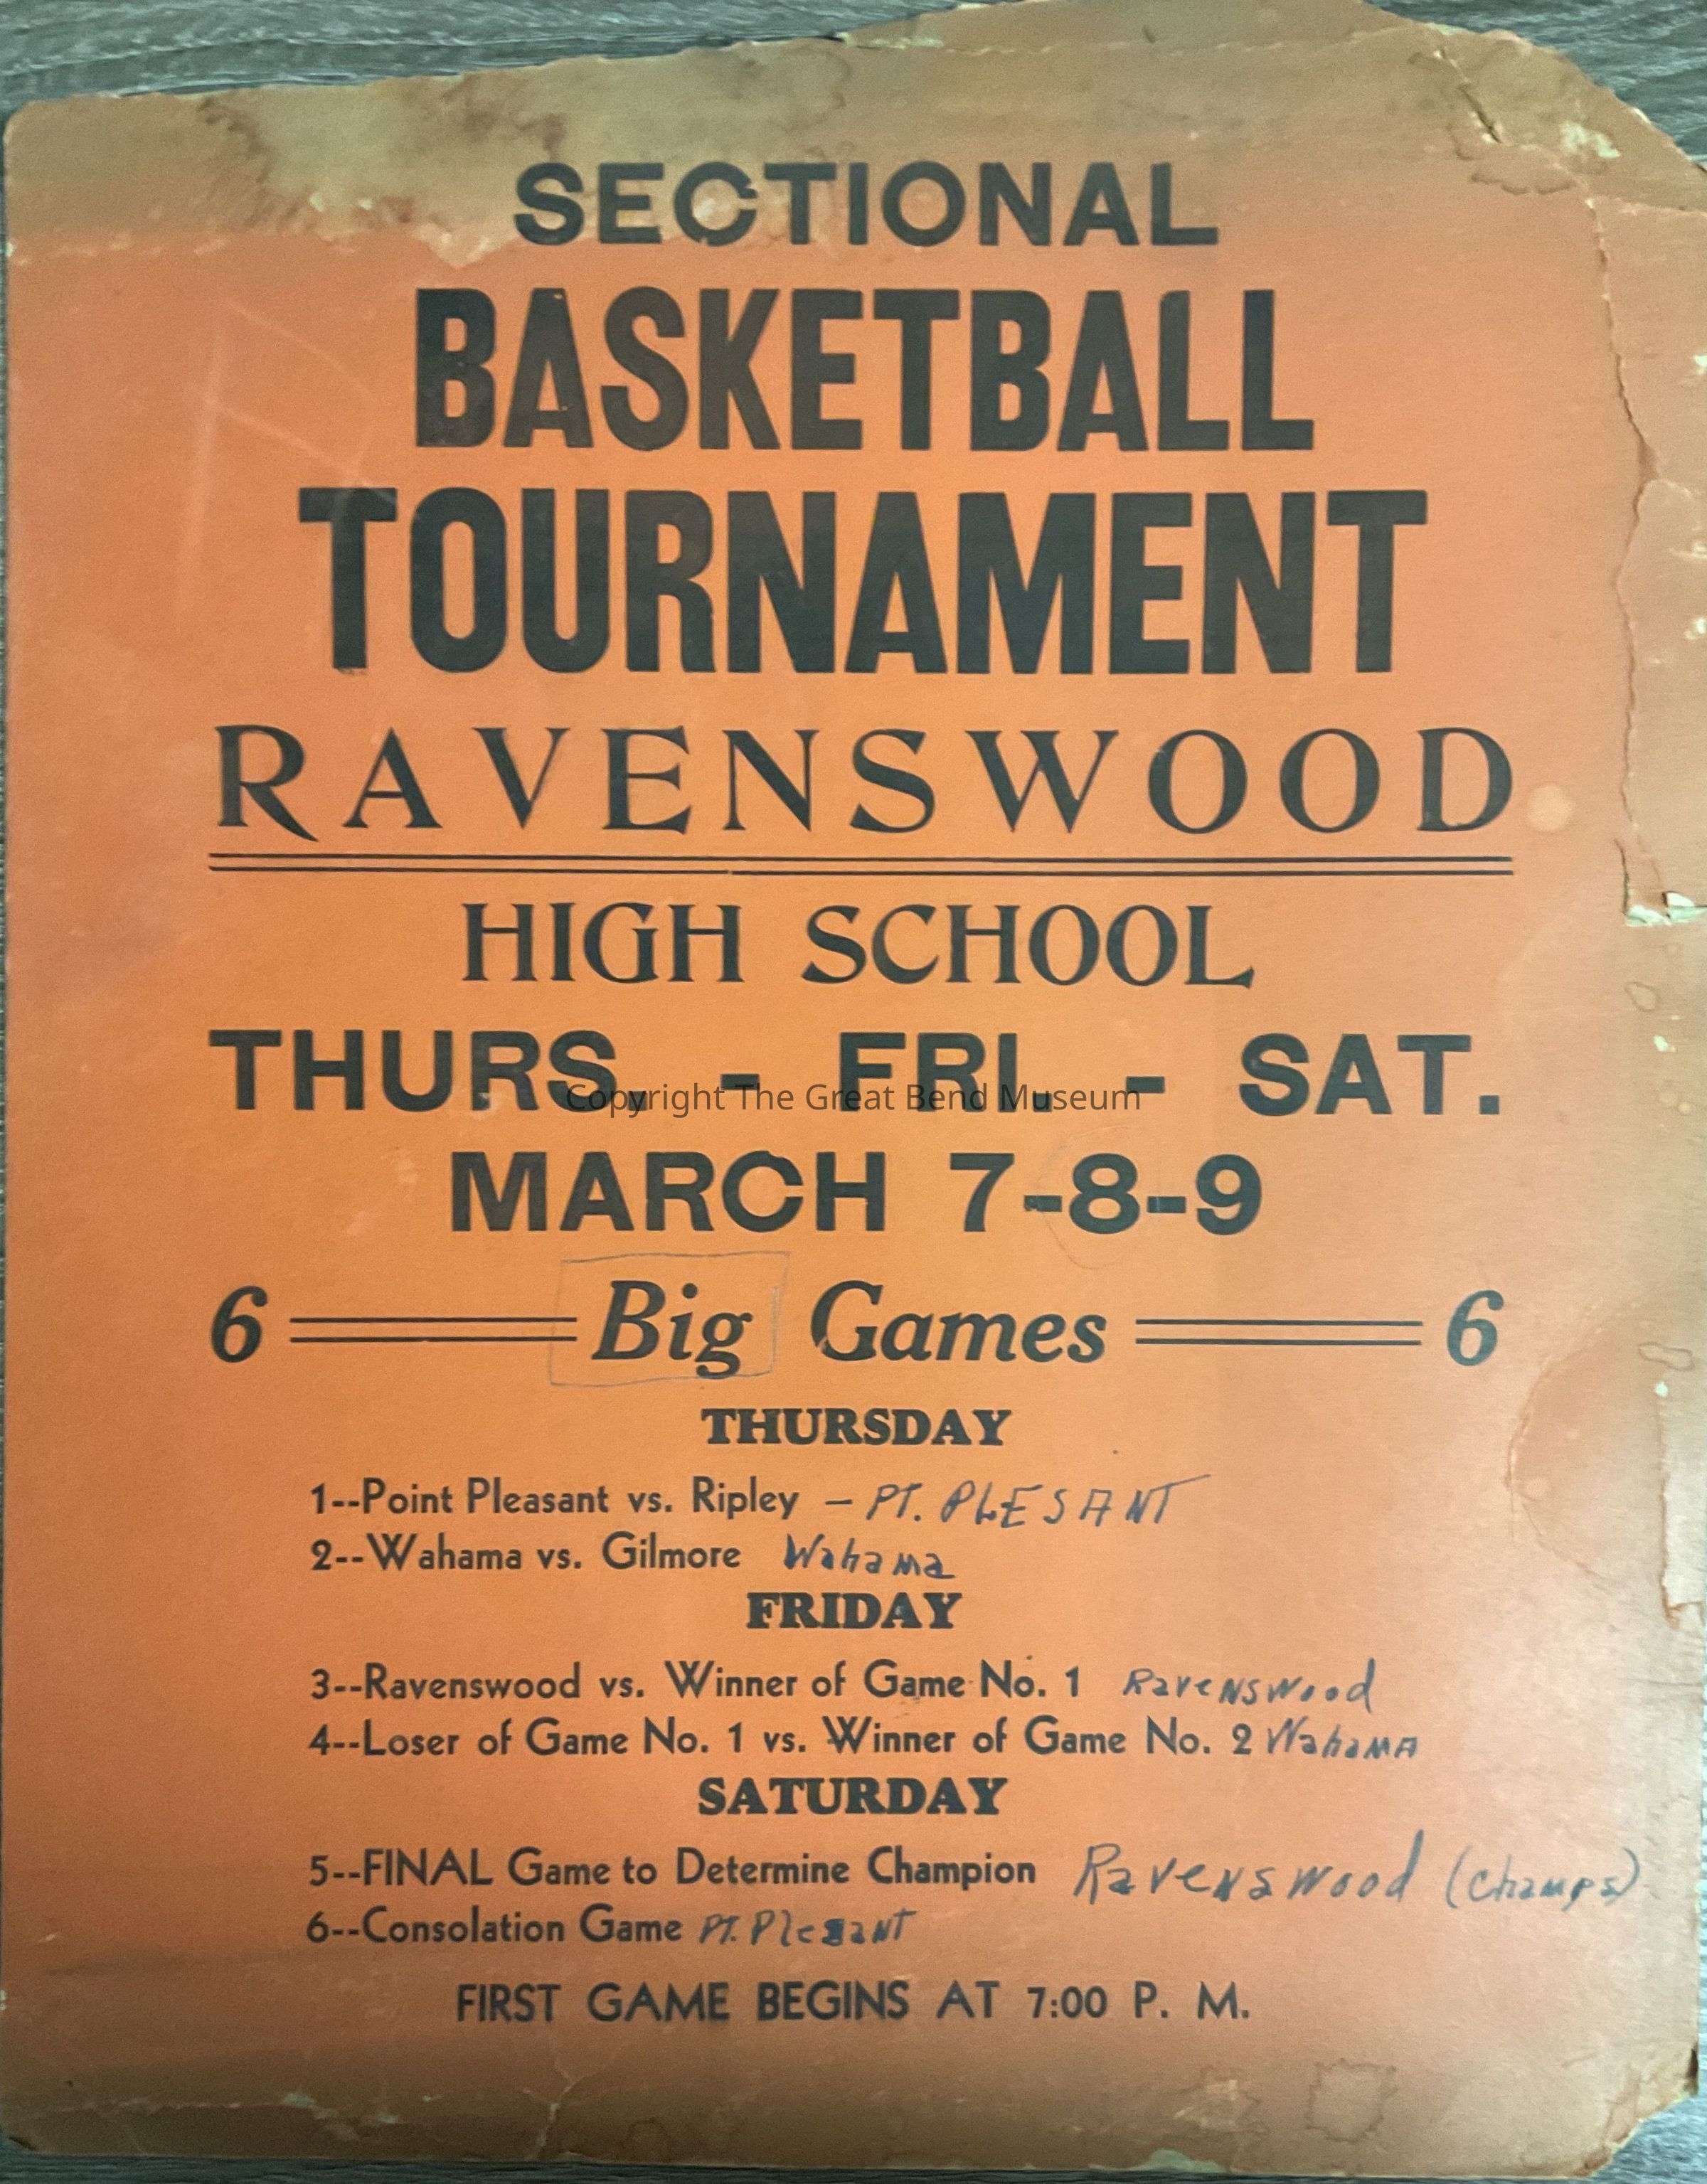 SECTIONAL
BASKETBALL
TOURNAMENT
RAVENSWOOD
HIGH SCHOOL
THURS. - FRI. - SAT.
Copyright The Great Bend Museum
MARCH 7-8-9
6 Big Games 6
THURSDAY
1--Point Pleasant vs. Ripley - PT. PLESANT
2--Wahama vs. Gilmore Wahama
FRIDAY
3--Ravenswood vs. Winner of Game No. 1 Ravenswood
4--Loser of Game No. 1 vs. Winner of Game No. 2 WahaMA
SATURDAY
5--FINAL Game to Determine Champion Ravenswood (Champs)
6--Consolation Game PT. PlesanT
FIRST GAME BEGINS AT 7:00 P. M.